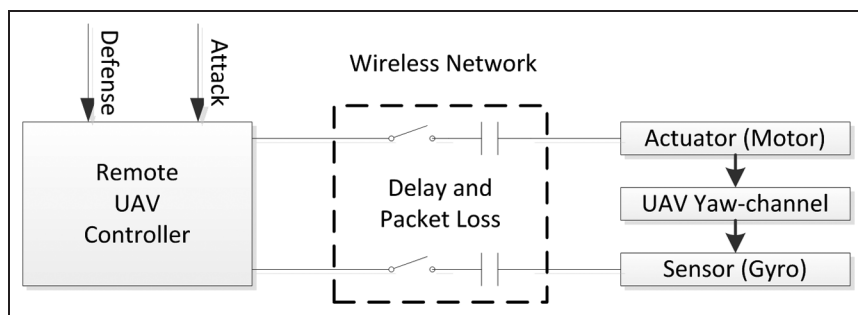 Defense
Attack
Wireless Network
Remote
UAV
Controller
Delay and
Packet Loss
Actuator (Motor)
UAV Yaw-channel
Sensor (Gyro)